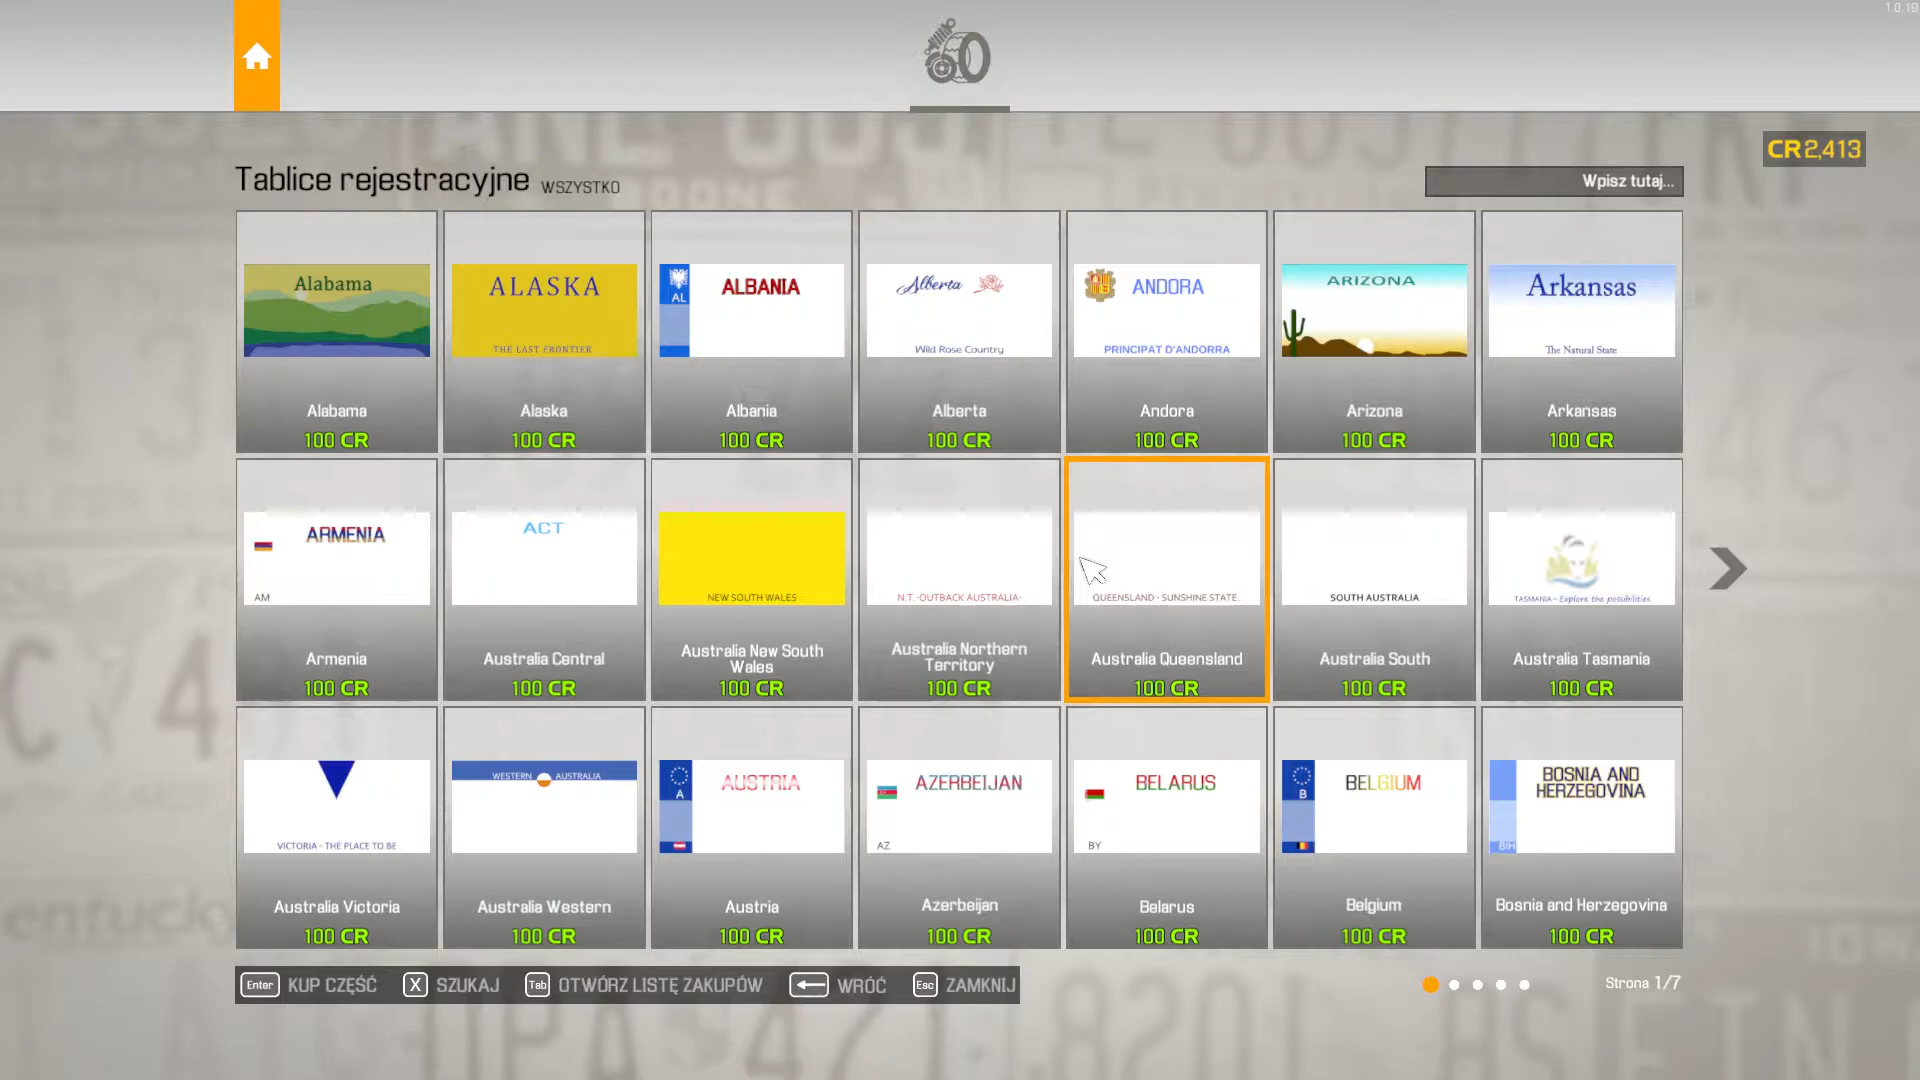 1.0.18
CR2,413
Tablice rejestracyjne WSZYSTKO
Wpisz tutaj...
Alabama
ALASKA
THE LAST FRONTIER
AL
ALBANIA
Alberta
Wild Rose Country
ANDORA
PRINCIPAT D'ANDORRA
ARIZONA
Arkansas
The Natural State
Alabama
100 CR
Alaska
100 CR
Albania
100 CR
Alberta
100 CR
Andora
100 CR
Arizona
100 CR
Arkansas
100 CR
ARMENIA
AM
ACT
NEW SOUTH WALES
N.T.-OUTBACK AUSTRALIA-
QUEENSLAND - SUNSHINE STATE.
SOUTH AUSTRALIA
TASMANIA - Explore the possibilities
Armenia
100 CR
Australia Central
100 CR
Australia New South
Wales
100 CR
Australia Northern
Territory
100 CR
Australia Queensland
100 CR
Australia South
100 CR
Australia Tasmania
100 CR
VICTORIA - THE PLACE TO BE
WESTERN AUSTRALIA
A
AUSTRIA
AZERBEIJAN
AZ
BELARUS
BY
B
BELGIUM
BOSNIA AND
HERZEGOVINA
BIH
Australia Victoria
100 CR
Australia Western
100 CR
Austria
100 CR
Azerbeijan
100 CR
Belarus
100 CR
Belgium
100 CR
Bosnia and Herzegovina
100 CR
Enter KUP CZĘŚĆ
X SZUKAJ
Tab OTWÓRZ LISTĘ ZAKUPÓW
WRÓĆ
Esc ZAMKNIJ
Strona 1/7